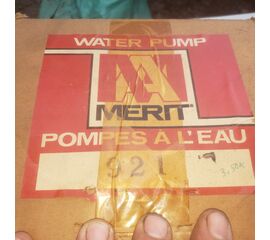 WATER PUMP
MERIT
POMPES A L'EAU
921